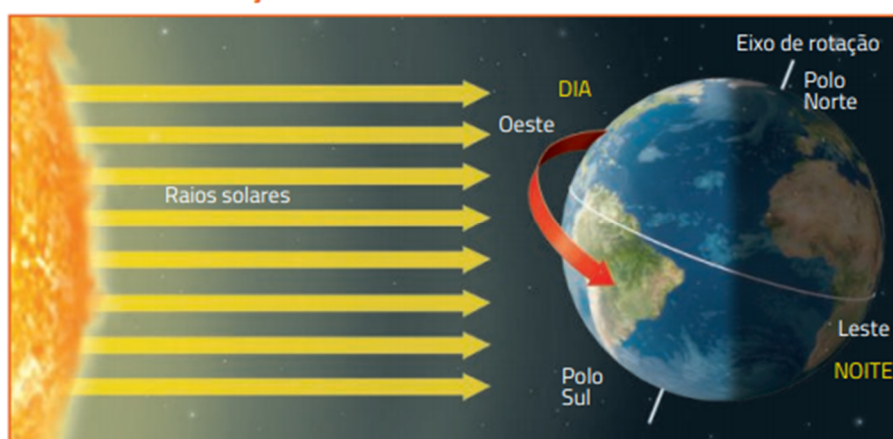 Eixo de rotação
DIA
Polo
Norte
Oeste
Raios solares
Leste
NOITE
Polo
Sul